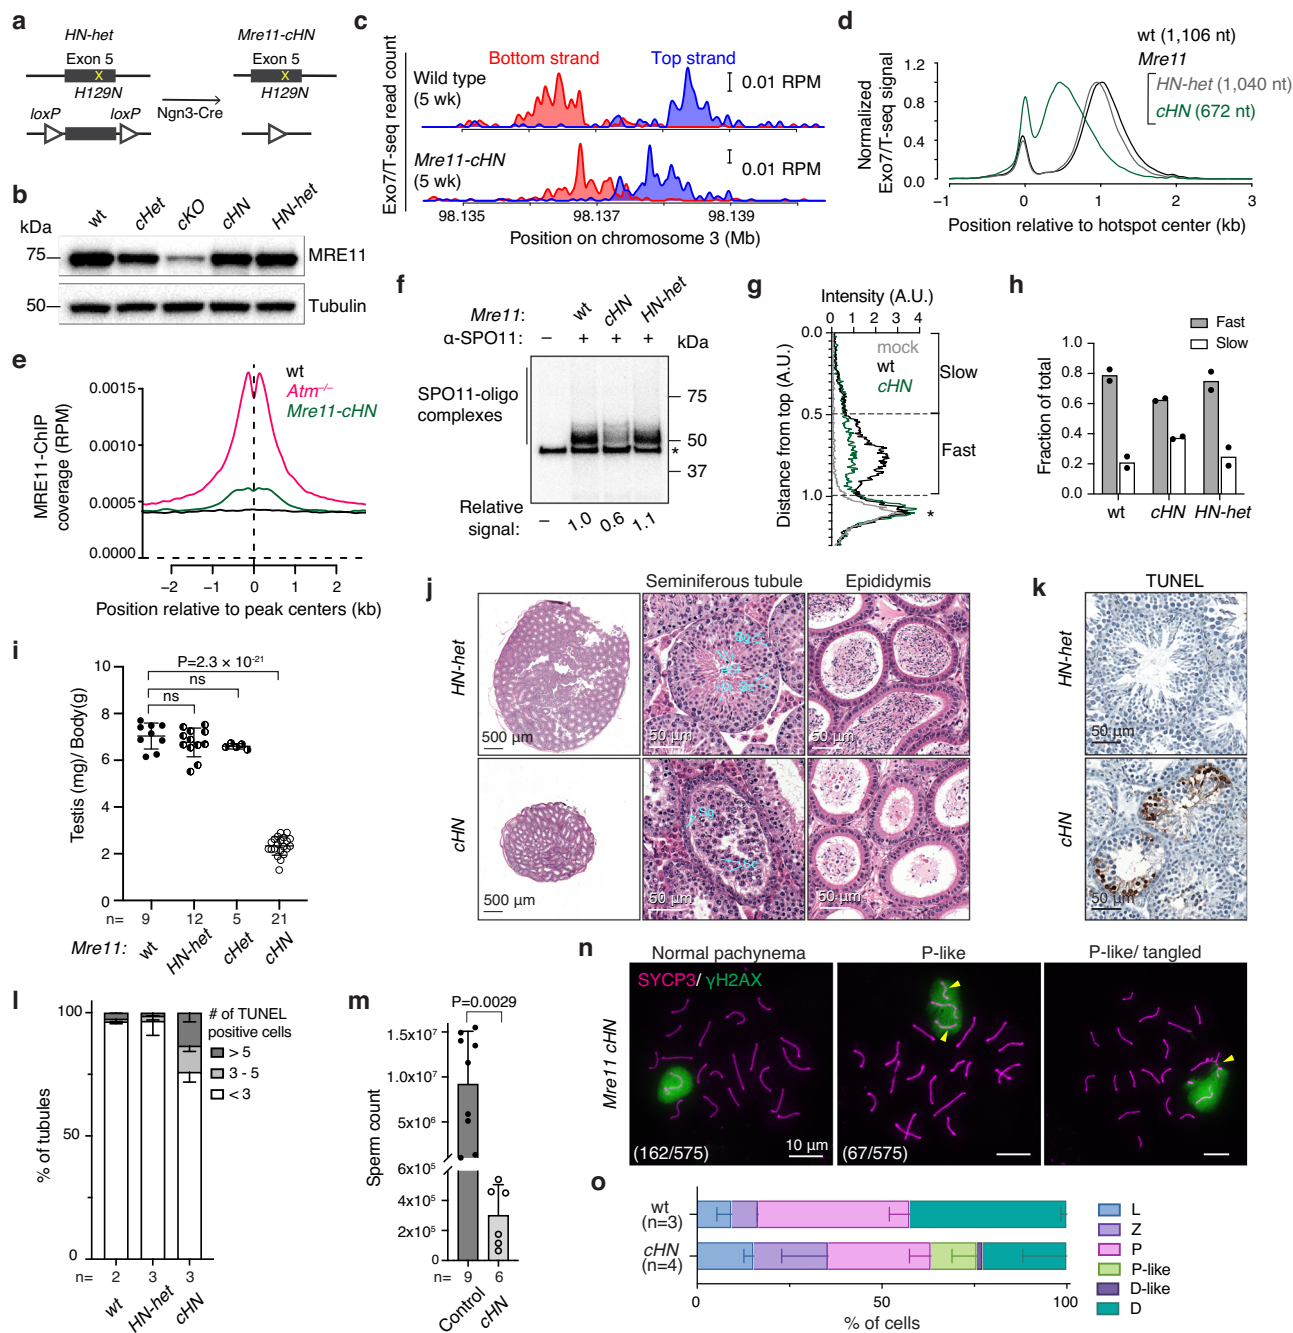 a
HN-het
Mre11-cHN
Exon 5
Exon 5
X
X
H129N
H129N
loxP
loxP
Ngn3-Cre
b
wt
cHet
cKO
cHN
HN-het
kDa
75
MRE11
50
Tubulin
c
Exo7/T-seq read count
Bottom strand
Top strand
Wild type
(5 wk)
0.01 RPM
Mre11-cHN
(5 wk)
0.01 RPM
98.135
98.137
98.139
Position on chromosome 3 (Mb)
d
wt (1,106 nt)
Mre11
HN-het (1,040 nt)
cHN (672 nt)
Normalized
Exo7/T-seq signal
1.2
0.8
0.4
0.0
−1
0
1
2
3
Position relative to hotspot center (kb)
e
wt
Atm−/−
Mre11-cHN
MRE11-ChIP
coverage (RPM)
0.0015
0.0010
0.0005
0.0000
−2
−1
0
1
2
Position relative to peak centers (kb)
f
Mre11:
wt
cHN
HN-het
α-SPO11:
−
+
+
+
kDa
SPO11-oligo
complexes
75
50
*
37
Relative
signal:
−
1.0
0.6
1.1
g
Intensity (A.U.)
0 1 2 3 4
mock
wt
cHN
Slow
Fast
Distance from top (A.U.)
0.0
0.5
1.0
*
h
Fast
Slow
Fraction of total
1.0
0.8
0.6
0.4
0.2
0.0
wt
cHN
HN-het
i
P=2.3 × 10-21
ns
ns
Testis (mg)/ Body(g)
10
8
6
4
2
0
n=
9
12
5
21
Mre11:
wt
HN-het
cHet
cHN
j
Seminiferous tubule
Epididymis
HN-het
500 µm
Sg
50 µm
50 µm
cHN
500 µm
Sg
Sc
50 µm
50 µm
k
TUNEL
HN-het
50 µm
cHN
50 µm
l
% of tubules
100
50
0
# of TUNEL
positive cells
> 5
3 - 5
< 3
n=
2
3
3
wt
HN-het
cHN
m
P=0.0029
Sperm count
1.5x10⁷
1.0x10⁷
5x10⁶
6x10⁵
4x10⁵
2x10⁵
0
n=
9
6
Control
cHN
n
Normal pachynema
P-like
P-like/ tangled
SYCP3/ γH2AX
Mre11 cHN
(162/575)
10 µm
(67/575)
o
wt
(n=3)
cHN
(n=4)
0
50
100
% of cells
L
Z
P
P-like
D-like
D